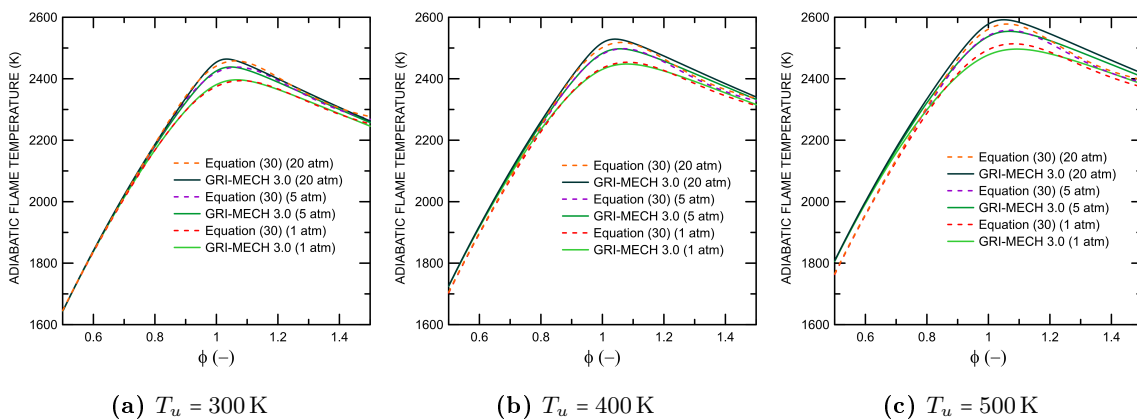 ADIABATIC FLAME TEMPERATURE (K)
2600
2400
2200
2000
1800
1600
Equation (30) (20 atm)
GRI-MECH 3.0 (20 atm)
Equation (30) (5 atm)
GRI-MECH 3.0 (5 atm)
Equation (30) (1 atm)
GRI-MECH 3.0 (1 atm)
0.6 0.8 1 1.2 1.4
ϕ (–)
(a) T_u = 300 K
ADIABATIC FLAME TEMPERATURE (K)
2600
2400
2200
2000
1800
1600
Equation (30) (20 atm)
GRI-MECH 3.0 (20 atm)
Equation (30) (5 atm)
GRI-MECH 3.0 (5 atm)
Equation (30) (1 atm)
GRI-MECH 3.0 (1 atm)
0.6 0.8 1 1.2 1.4
ϕ (–)
(b) T_u = 400 K
ADIABATIC FLAME TEMPERATURE (K)
2600
2400
2200
2000
1800
1600
Equation (30) (20 atm)
GRI-MECH 3.0 (20 atm)
Equation (30) (5 atm)
GRI-MECH 3.0 (5 atm)
Equation (30) (1 atm)
GRI-MECH 3.0 (1 atm)
0.6 0.8 1 1.2 1.4
ϕ (–)
(c) T_u = 500 K